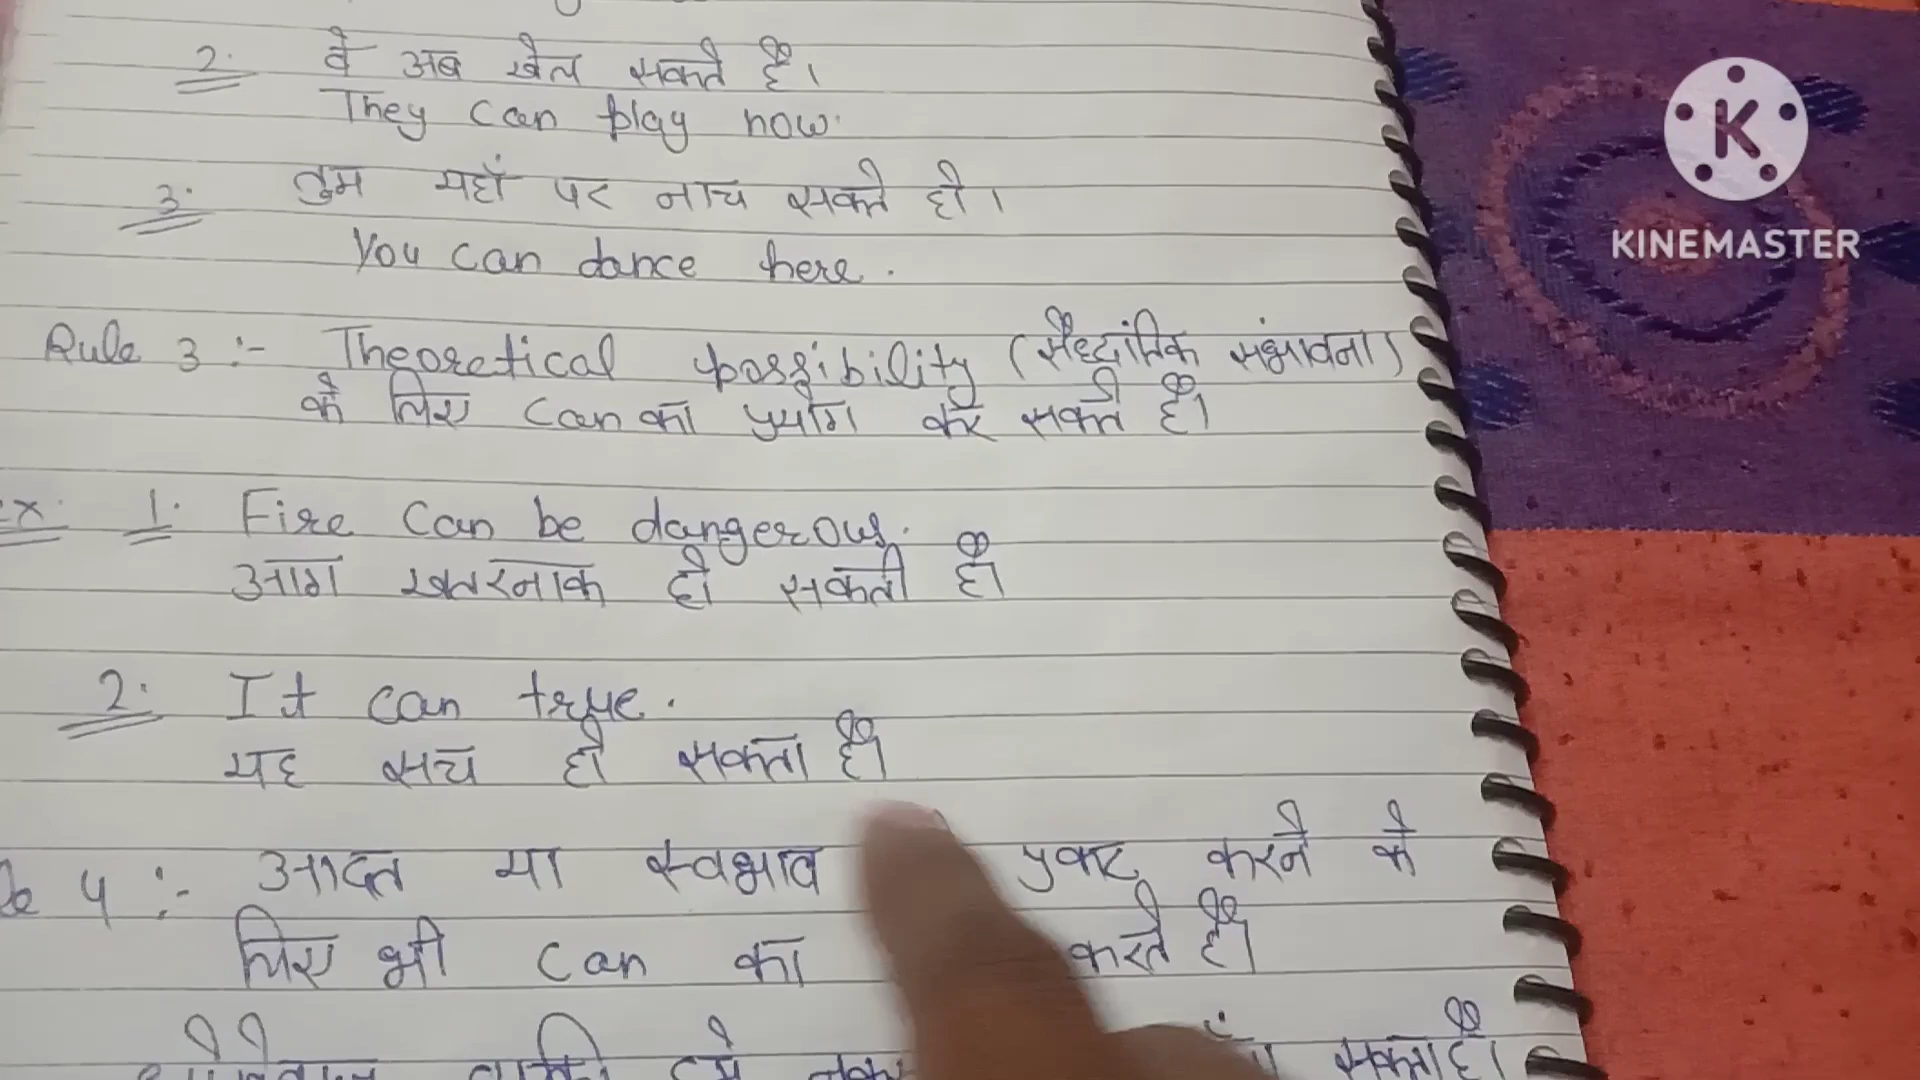 2. वे अब खेल सकते हैं।
They can play now.
3. तुम यहाँ पर नाच सकते हो।
You can dance here.
Rule 3 :- Theoretical possibility (सैध्दांतिक संभावना)
के लिए can का प्रयोग कर सकते हैं।
Ex. 1. Fire can be dangerous.
आग खतरनाक हो सकती है।
2. It can true.
यह सच हो सकता है।
4 :- आदत या स्वभाव प्रकट करने के
लिए भी can का करते हैं।
सकता है।
KINEMASTER